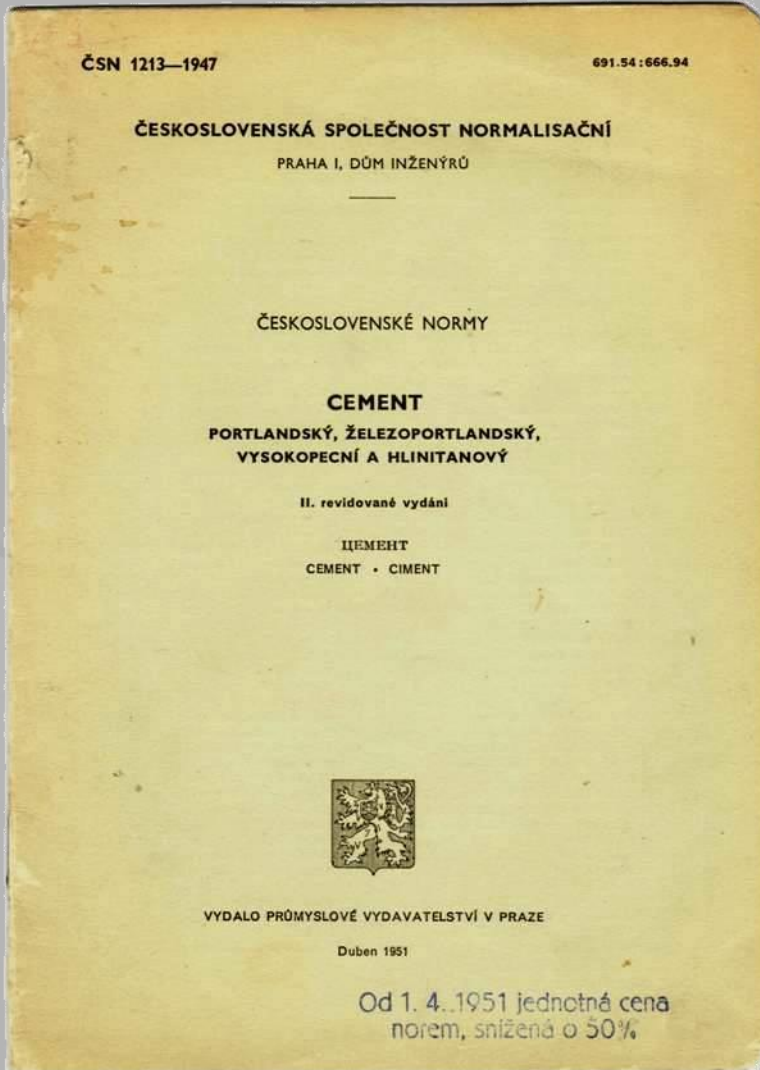 ČSN 1213—1947
691.54:666.94
ČESKOSLOVENSKÁ SPOLEČNOST NORMALISAČNÍ
PRAHA I, DŮM INŽENÝRŮ
ČESKOSLOVENSKÉ NORMY
CEMENT
PORTLANDSKÝ, ŽELEZOPORTLANDSKÝ,
VYSOKOPECNÍ A HLINITANOVÝ
II. revidované vydání
ЦЕМЕНТ
CEMENT • CIMENT
VYDALO PRŮMYSLOVÉ VYDAVATELSTVÍ V PRAZE
Duben 1951
Od 1. 4. 1951 jednotná cena
norem, snížená o 50%